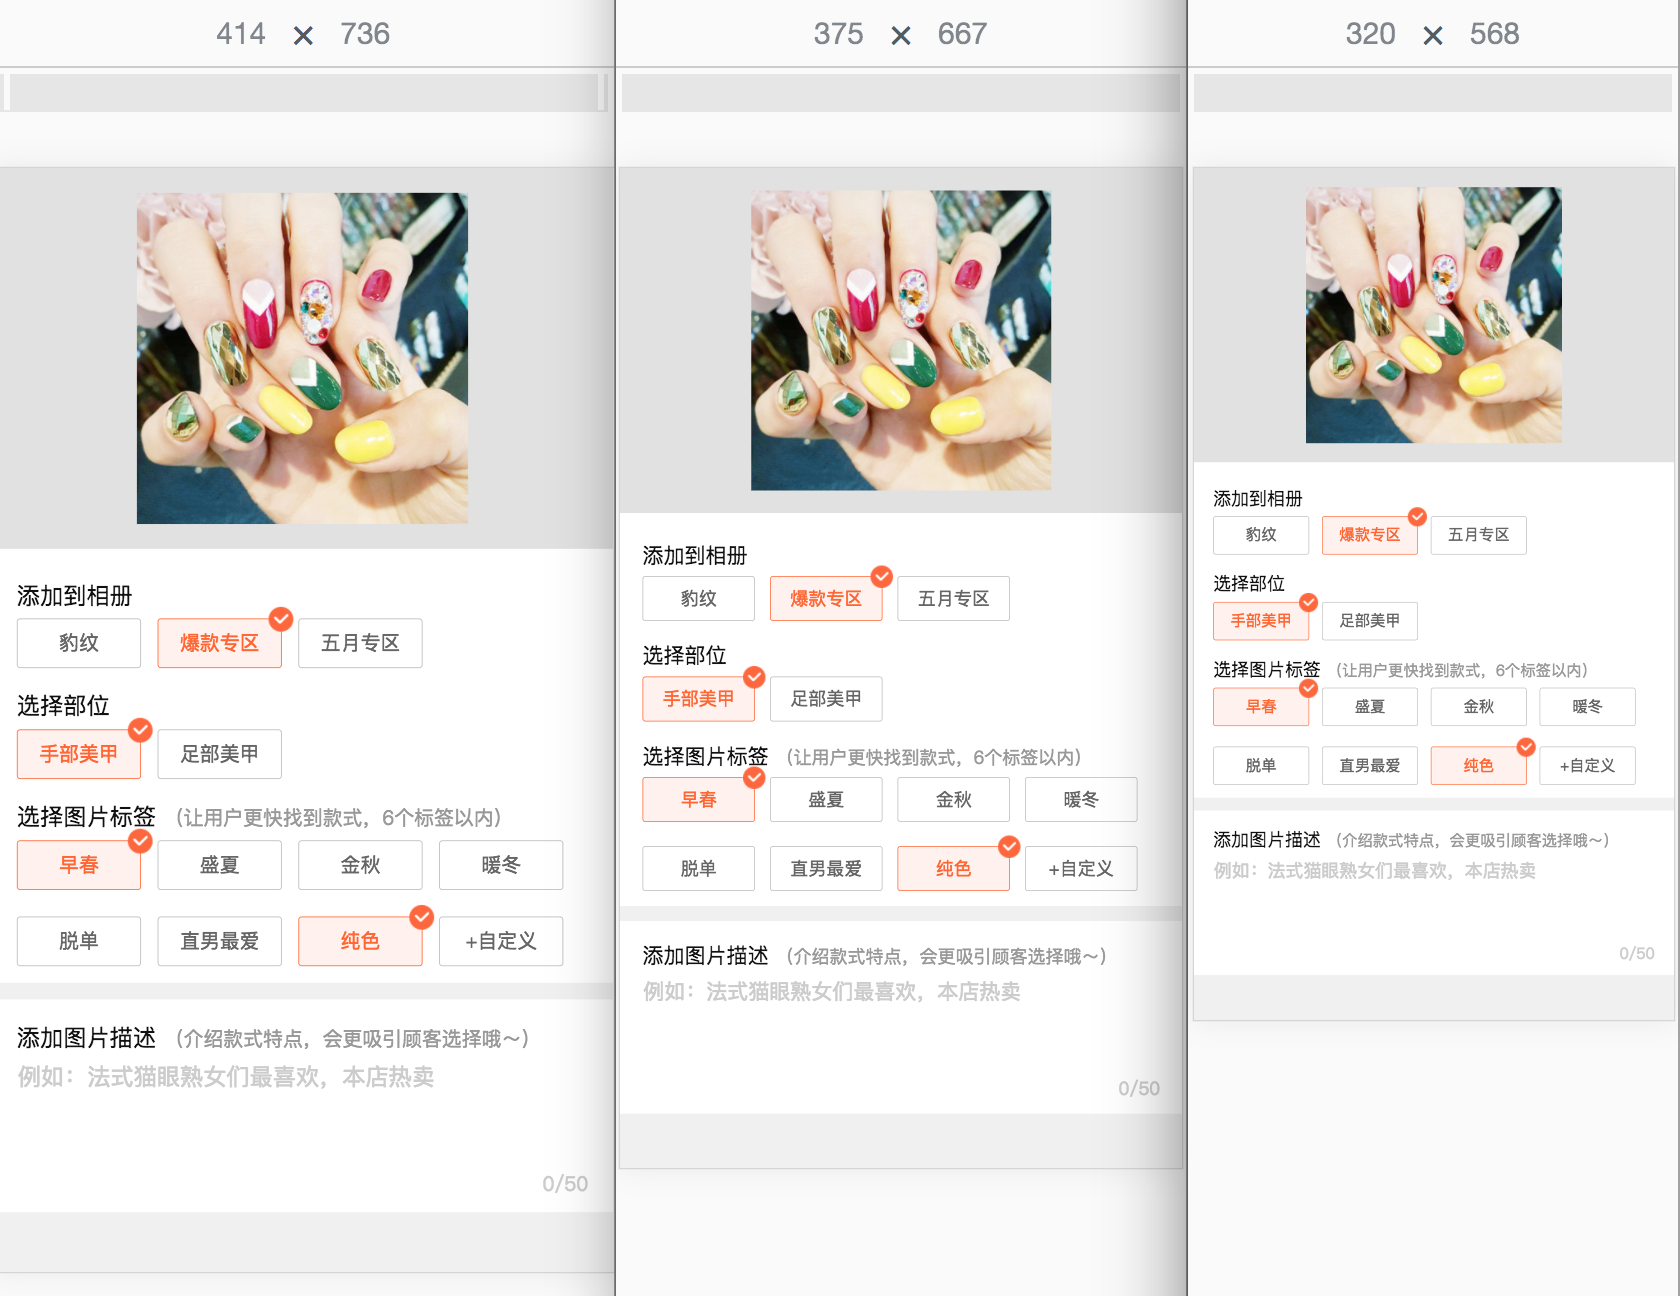 414 × 736
添加到相册
豹纹 爆款专区 五月专区
选择部位
手部美甲 足部美甲
选择图片标签 (让用户更快找到款式，6个标签以内)
早春 盛夏 金秋 暖冬
脱单 直男最爱 纯色 +自定义
添加图片描述 (介绍款式特点，会更吸引顾客选择哦～)
例如：法式猫眼熟女们最喜欢，本店热卖
0/50
375 × 667
添加到相册
豹纹 爆款专区 五月专区
选择部位
手部美甲 足部美甲
选择图片标签 (让用户更快找到款式，6个标签以内)
早春 盛夏 金秋 暖冬
脱单 直男最爱 纯色 +自定义
添加图片描述 (介绍款式特点，会更吸引顾客选择哦～)
例如：法式猫眼熟女们最喜欢，本店热卖
0/50
320 × 568
添加到相册
豹纹 爆款专区 五月专区
选择部位
手部美甲 足部美甲
选择图片标签 (让用户更快找到款式，6个标签以内)
早春 盛夏 金秋 暖冬
脱单 直男最爱 纯色 +自定义
添加图片描述 (介绍款式特点，会更吸引顾客选择哦～)
例如：法式猫眼熟女们最喜欢，本店热卖
0/50